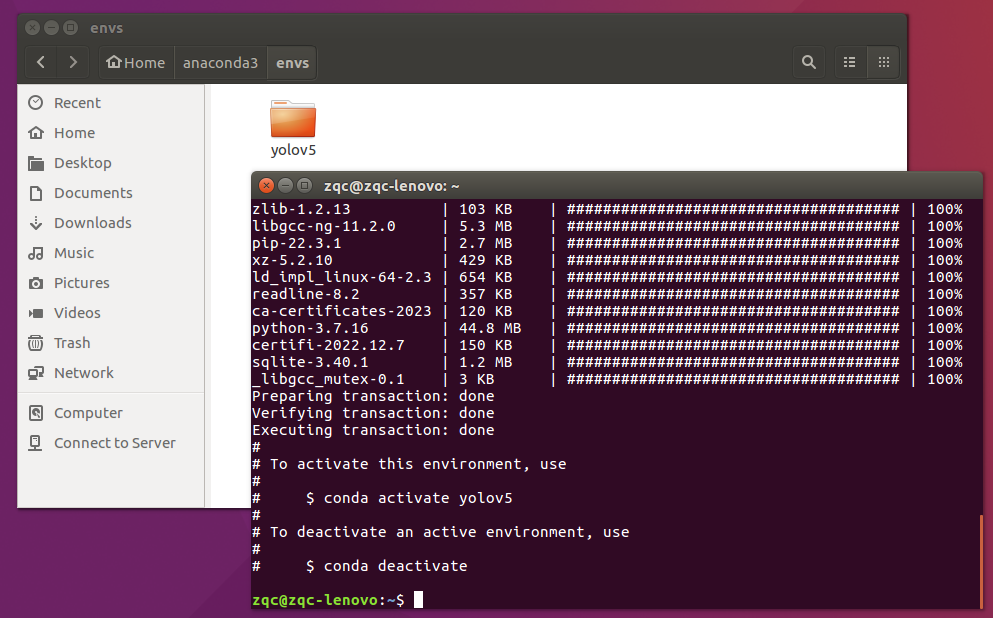 envs
Home anaconda3 envs
Recent
Home
Desktop
Documents
Downloads
Music
Pictures
Videos
Trash
Network
Computer
Connect to Server
yolov5
zqc@zqc-lenovo: ~
zlib-1.2.13 | 103 KB | ##################################### | 100%
libgcc-ng-11.2.0 | 5.3 MB | ##################################### | 100%
pip-22.3.1 | 2.7 MB | ##################################### | 100%
xz-5.2.10 | 429 KB | ##################################### | 100%
ld_impl_linux-64-2.3 | 654 KB | ##################################### | 100%
readline-8.2 | 357 KB | ##################################### | 100%
ca-certificates-2023 | 120 KB | ##################################### | 100%
python-3.7.16 | 44.8 MB | ##################################### | 100%
certifi-2022.12.7 | 150 KB | ##################################### | 100%
sqlite-3.40.1 | 1.2 MB | ##################################### | 100%
_libgcc_mutex-0.1 | 3 KB | ##################################### | 100%
Preparing transaction: done
Verifying transaction: done
Executing transaction: done
#
# To activate this environment, use
#
# $ conda activate yolov5
#
# To deactivate an active environment, use
#
# $ conda deactivate
zqc@zqc-lenovo:~$